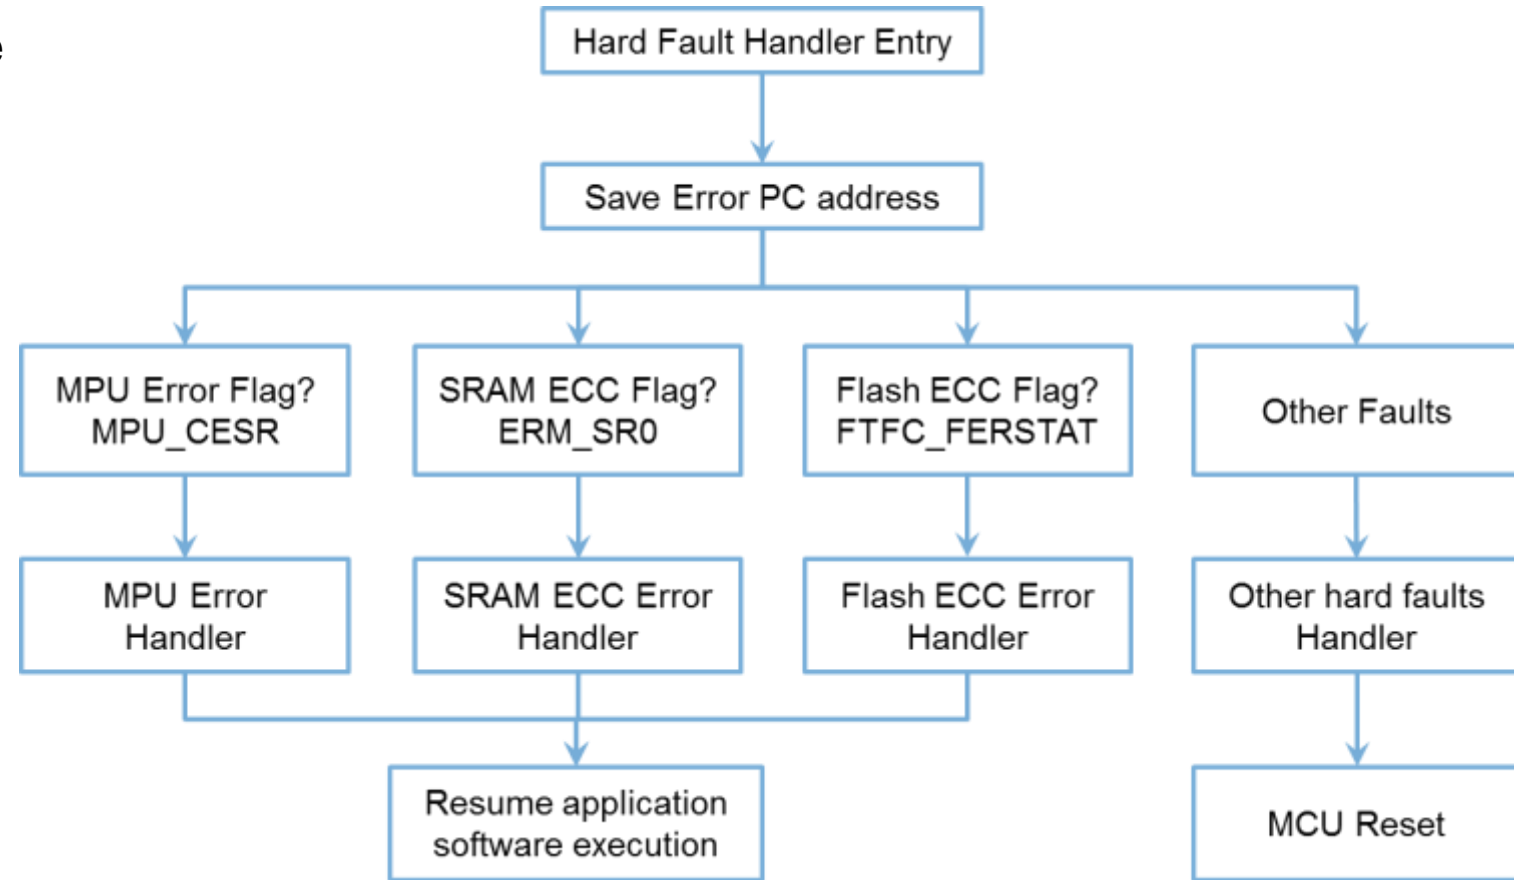 e
Hard Fault Handler Entry
Save Error PC address
MPU Error Flag?
MPU_CESR
SRAM ECC Flag?
ERM_SR0
Flash ECC Flag?
FTFC_FERSTAT
Other Faults
MPU Error
Handler
SRAM ECC Error
Handler
Flash ECC Error
Handler
Other hard faults
Handler
Resume application
software execution
MCU Reset